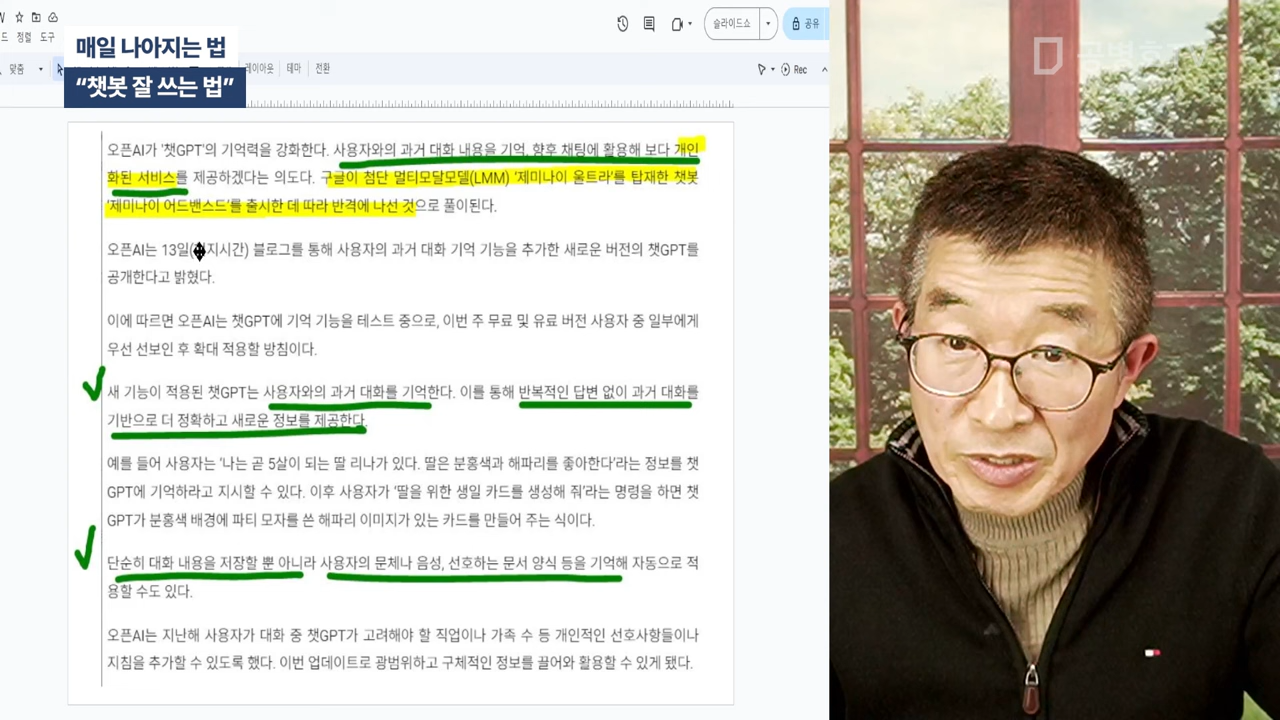 정렬 도구
슬라이드쇼
공유
매일 나아지는 법
맞춤
레이아웃 테마 전환
Rec
“챗봇 잘 쓰는 법”
공병호TV
오픈AI가 '챗GPT'의 기억력을 강화한다. 사용자와의 과거 대화 내용을 기억, 향후 채팅에 활용해 보다 개인
화된 서비스를 제공하겠다는 의도다. 구글이 첨단 멀티모달모델(LMM) '제미나이 울트라'를 탑재한 챗봇
'제미나이 어드밴스드'를 출시한 데 따라 반격에 나선 것으로 풀이된다.
오픈AI는 13일( 지시간) 블로그를 통해 사용자의 과거 대화 기억 기능을 추가한 새로운 버전의 챗GPT를
공개한다고 밝혔다.
이에 따르면 오픈AI는 챗GPT에 기억 기능을 테스트 중으로, 이번 주 무료 및 유료 버전 사용자 중 일부에게
우선 선보인 후 확대 적용할 방침이다.
새 기능이 적용된 챗GPT는 사용자와의 과거 대화를 기억한다. 이를 통해 반복적인 답변 없이 과거 대화를
기반으로 더 정확하고 새로운 정보를 제공한다.
예를 들어 사용자는 '나는 곧 5살이 되는 딸 리나가 있다. 딸은 분홍색과 해파리를 좋아한다'라는 정보를 챗
GPT에 기억하라고 지시할 수 있다. 이후 사용자가 '딸을 위한 생일 카드를 생성해 줘'라는 명령을 하면 챗
GPT가 분홍색 배경에 파티 모자를 쓴 해파리 이미지가 있는 카드를 만들어 주는 식이다.
단순히 대화 내용을 저장할 뿐 아니라 사용자의 문체나 음성, 선호하는 문서 양식 등을 기억해 자동으로 적
용할 수도 있다.
오픈AI는 지난해 사용자가 대화 중 챗GPT가 고려해야 할 직업이나 가족 수 등 개인적인 선호사항들이나
지침을 추가할 수 있도록 했다. 이번 업데이트로 광범위하고 구체적인 정보를 끌어와 활용할 수 있게 됐다.